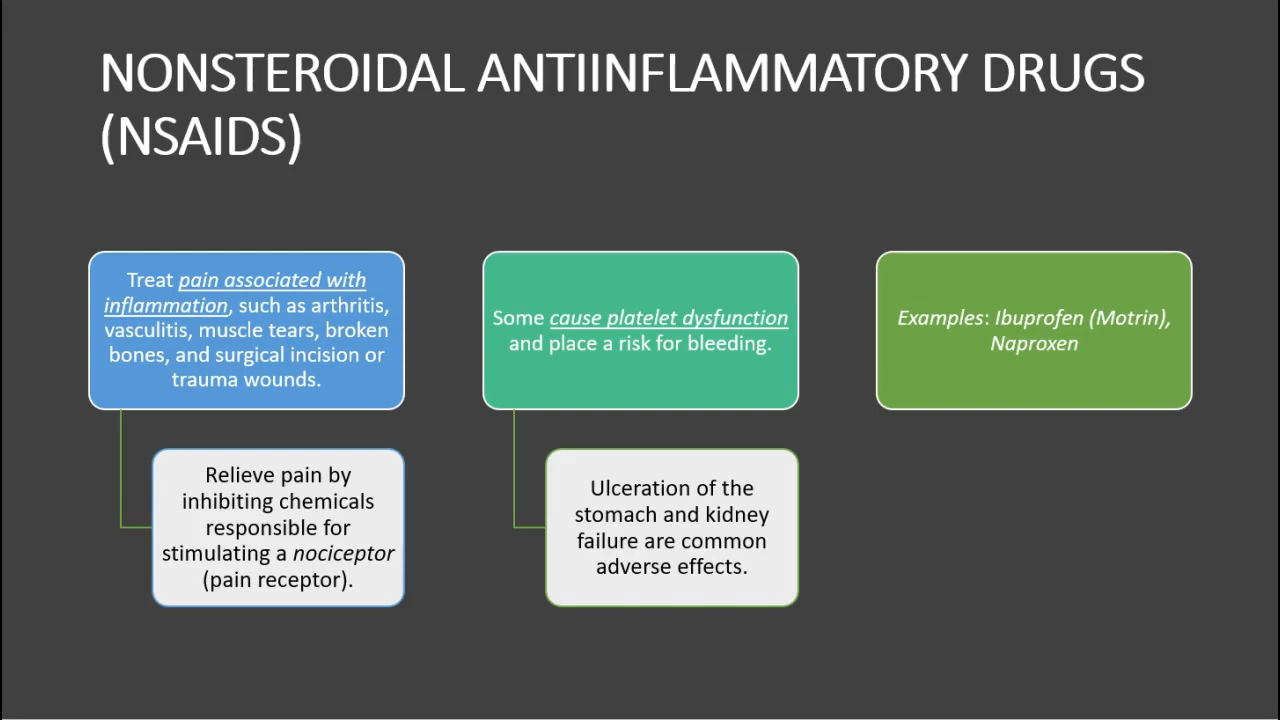 NONSTEROIDAL ANTIINFLAMMATORY DRUGS
(NSAIDS)
Treat pain associated with
inflammation, such as arthritis,
vasculitis, muscle tears, broken
bones, and surgical incision or
trauma wounds.
Relieve pain by
inhibiting chemicals
responsible for
stimulating a nociceptor
(pain receptor).
Some cause platelet dysfunction
and place a risk for bleeding.
Ulceration of the
stomach and kidney
failure are common
adverse effects.
Examples: Ibuprofen (Motrin),
Naproxen